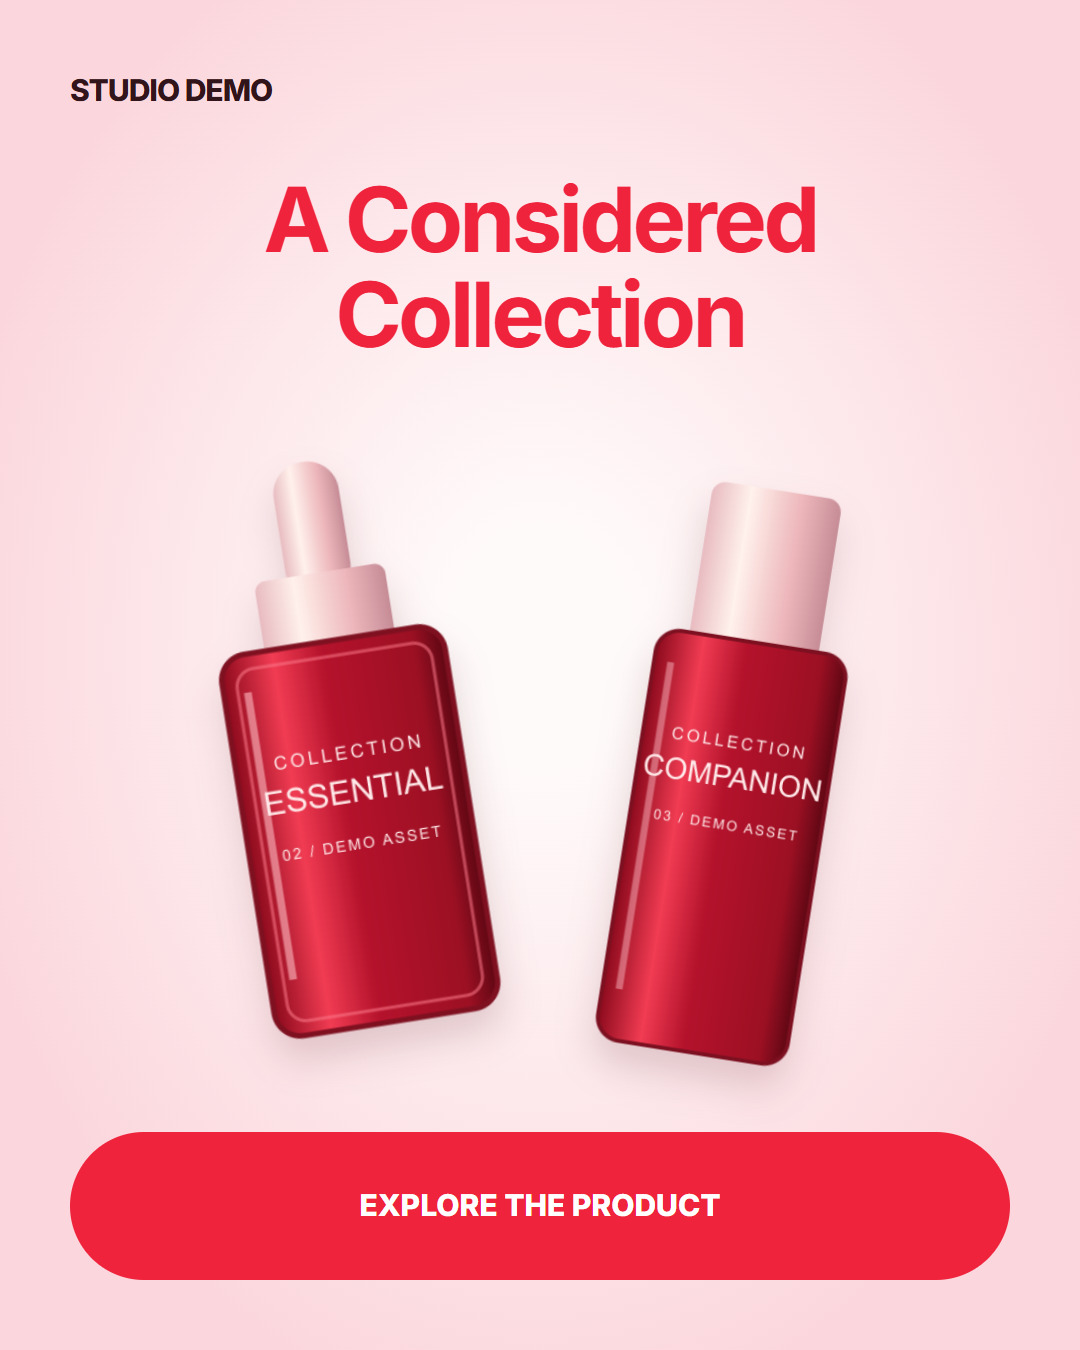 STUDIO DEMO
A Considered
Collection
COLLECTION
ESSENTIAL
02 / DEMO ASSET
COLLECTION
COMPANION
03 / DEMO ASSET
EXPLORE THE PRODUCT